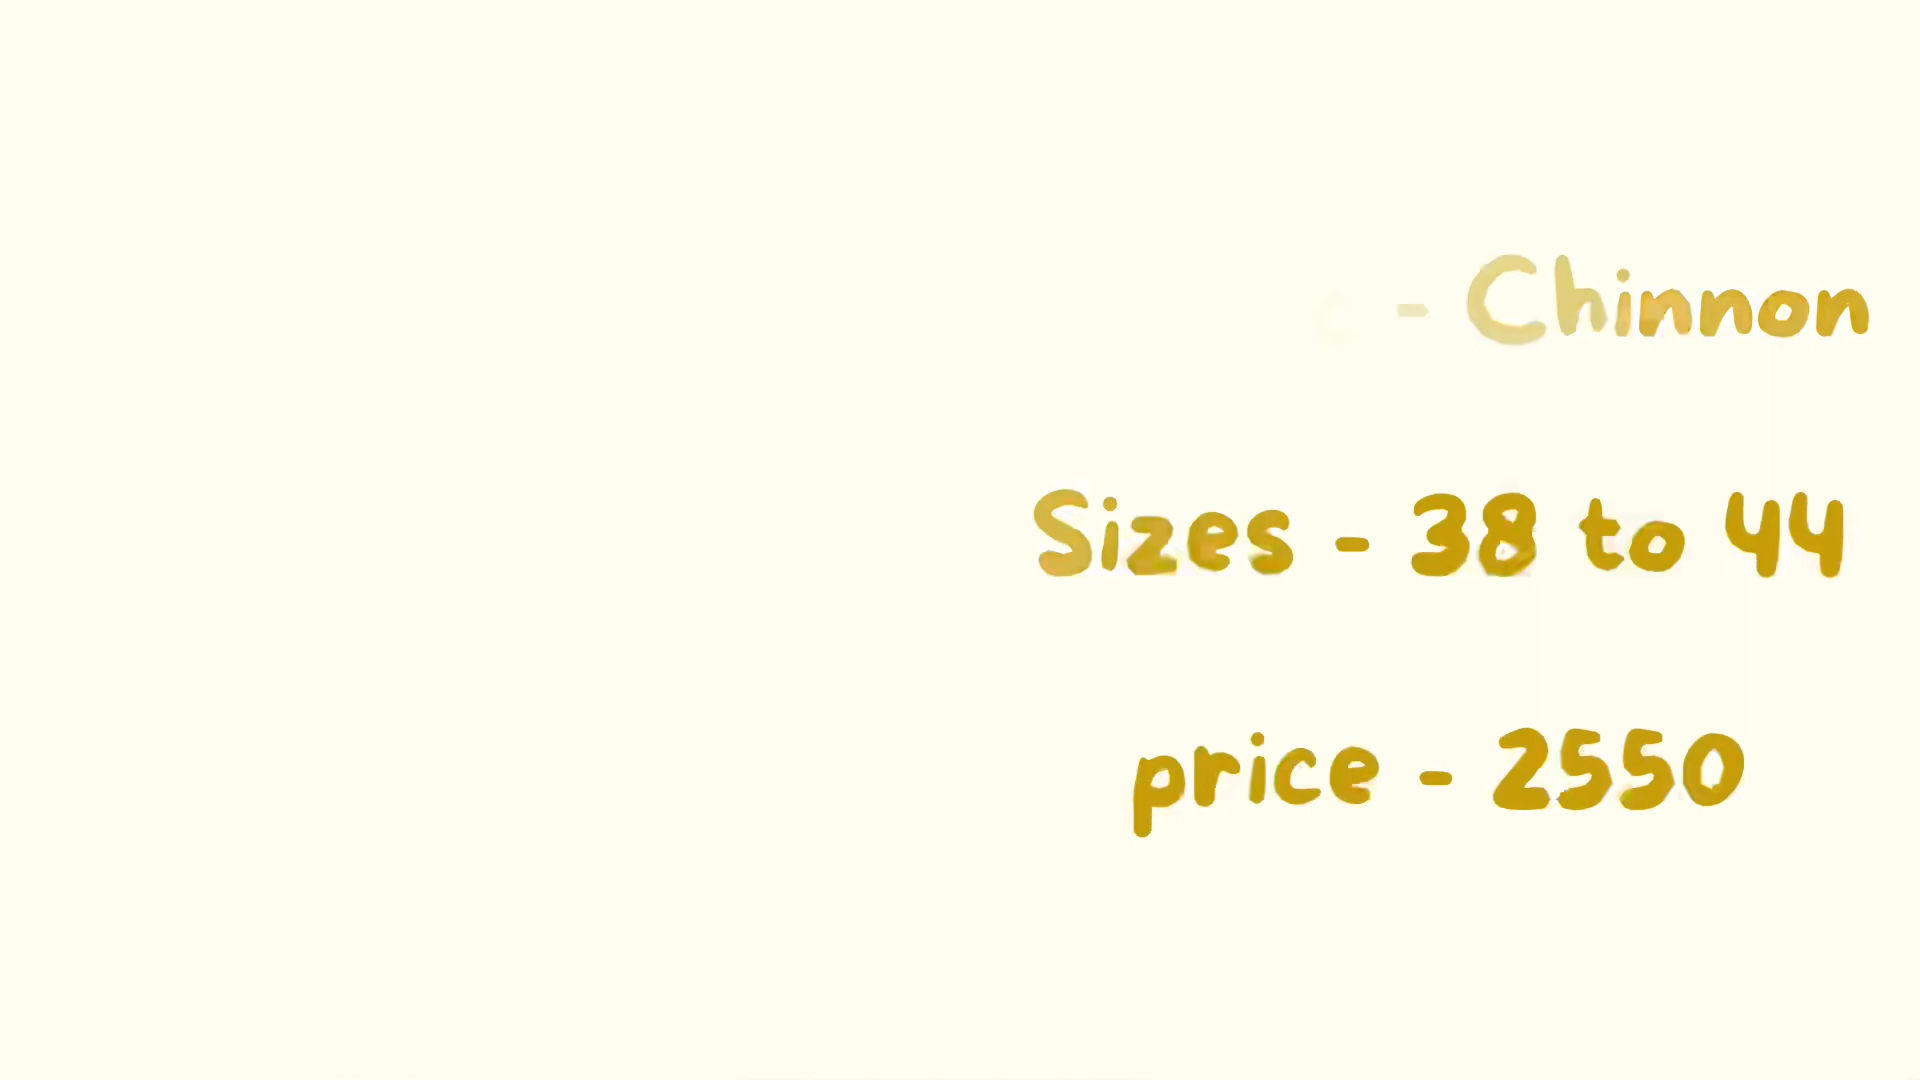 - Chinnon
Sizes - 38 to 44
price - 2550